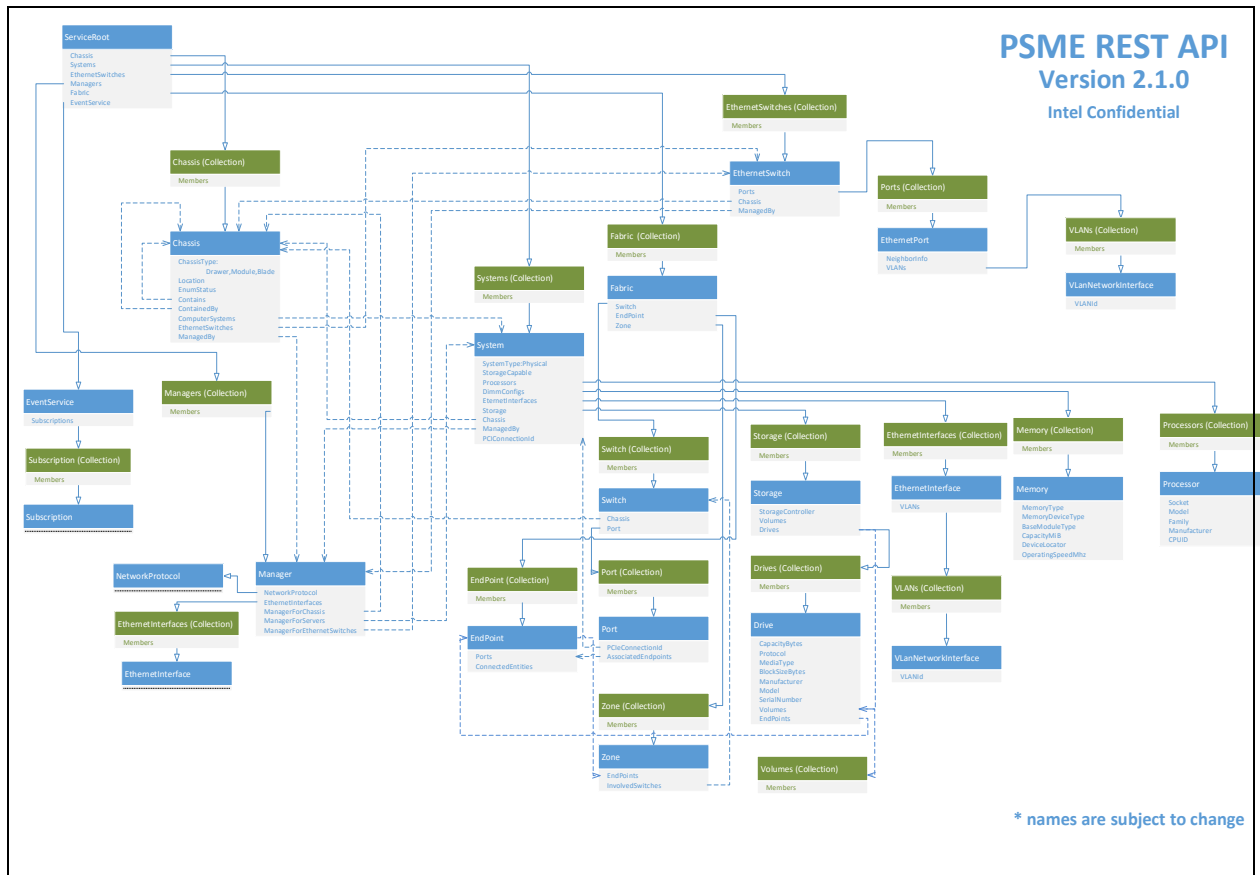 PSME REST API
Version 2.1.0
Intel Confidential
ServiceRoot
Chassis
Systems
EthernetSwitches
Managers
Fabric
EventService
EthernetSwitches (Collection)
Members
Chassis (Collection)
Members
EthernetSwitch
Ports
Chassis
ManagedBy
Ports (Collection)
Members
EthernetPort
NeighborInfo
VLANs
VLANs (Collection)
Members
VLanNetworkInterface
VLANId
Chassis
ChassisType:
Drawer,Module,Blade
Location
EnumStatus
Contains
ContainedBy
ComputerSystems
EthernetSwitches
ManagedBy
Fabric (Collection)
Members
Fabric
Switch
EndPoint
Zone
Systems (Collection)
Members
System
SystemType:Physical
StorageCapable
Processors
DimmConfigs
EternetInterfaces
Storage
Chassis
ManagedBy
PCIConnectionId
EventService
Subscriptions
Subscription (Collection)
Members
Subscription
Managers (Collection)
Members
Switch (Collection)
Members
Switch
Chassis
Port
Storage (Collection)
Members
Storage
StorageController
Volumes
Drives
EthernetInterfaces (Collection)
Members
EthernetInterface
VLANs
Memory (Collection)
Members
Memory
MemoryType
MemoryDeviceType
BaseModuleType
CapacityMiB
DeviceLocator
OperatingSpeedMhz
Processors (Collection)
Members
Processor
Socket
Model
Family
Manufacturer
CPUID
NetworkProtocol
EthernetInterfaces (Collection)
Members
EthernetInterface
Manager
NetworkProtocol
EthernetInterfaces
ManagerForChassis
ManagerForServers
ManagerForEthernetSwitches
EndPoint (Collection)
Members
EndPoint
Ports
ConnectedEntities
Port (Collection)
Members
Port
PCIeConnectionId
AssociatedEndpoints
Drives (Collection)
Members
Drive
CapacityBytes
Protocol
MediaType
BlockSizeBytes
Manufacturer
Model
SerialNumber
Volumes
EndPoints
VLANs (Collection)
Members
VLanNetworkInterface
VLANId
Zone (Collection)
Members
Zone
EndPoints
InvolvedSwitches
Volumes (Collection)
Members
* names are subject to change